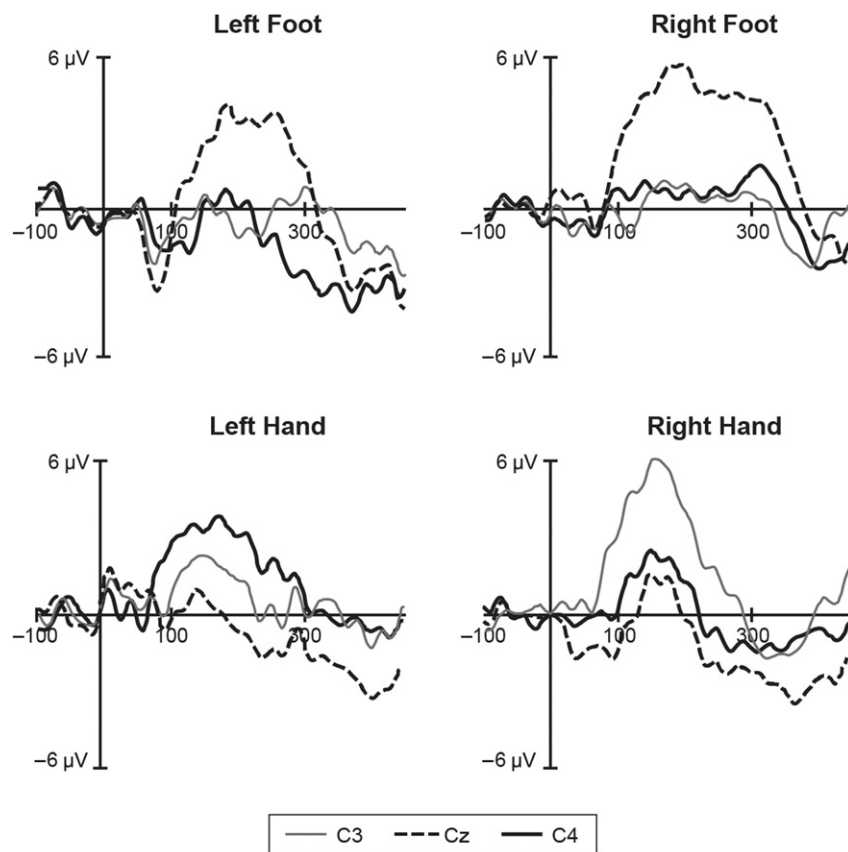 Left Foot
6 µV
–100
100
300
–6 µV
Right Foot
6 µV
–100
100
300
–6 µV
Left Hand
6 µV
–100
100
300
–6 µV
Right Hand
6 µV
–100
100
300
–6 µV
C3 Cz C4